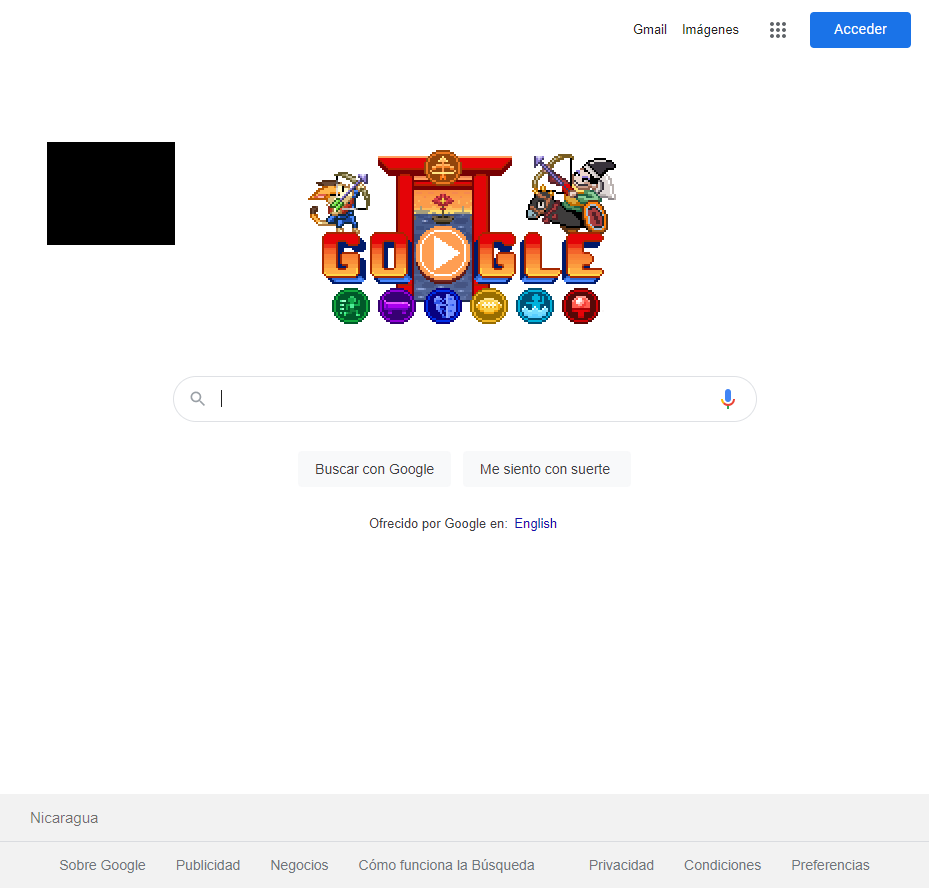 Gmail Imágenes Acceder
GOOGLE
Buscar con Google Me siento con suerte
Ofrecido por Google en: English
Nicaragua
Sobre Google Publicidad Negocios Cómo funciona la Búsqueda Privacidad Condiciones Preferencias